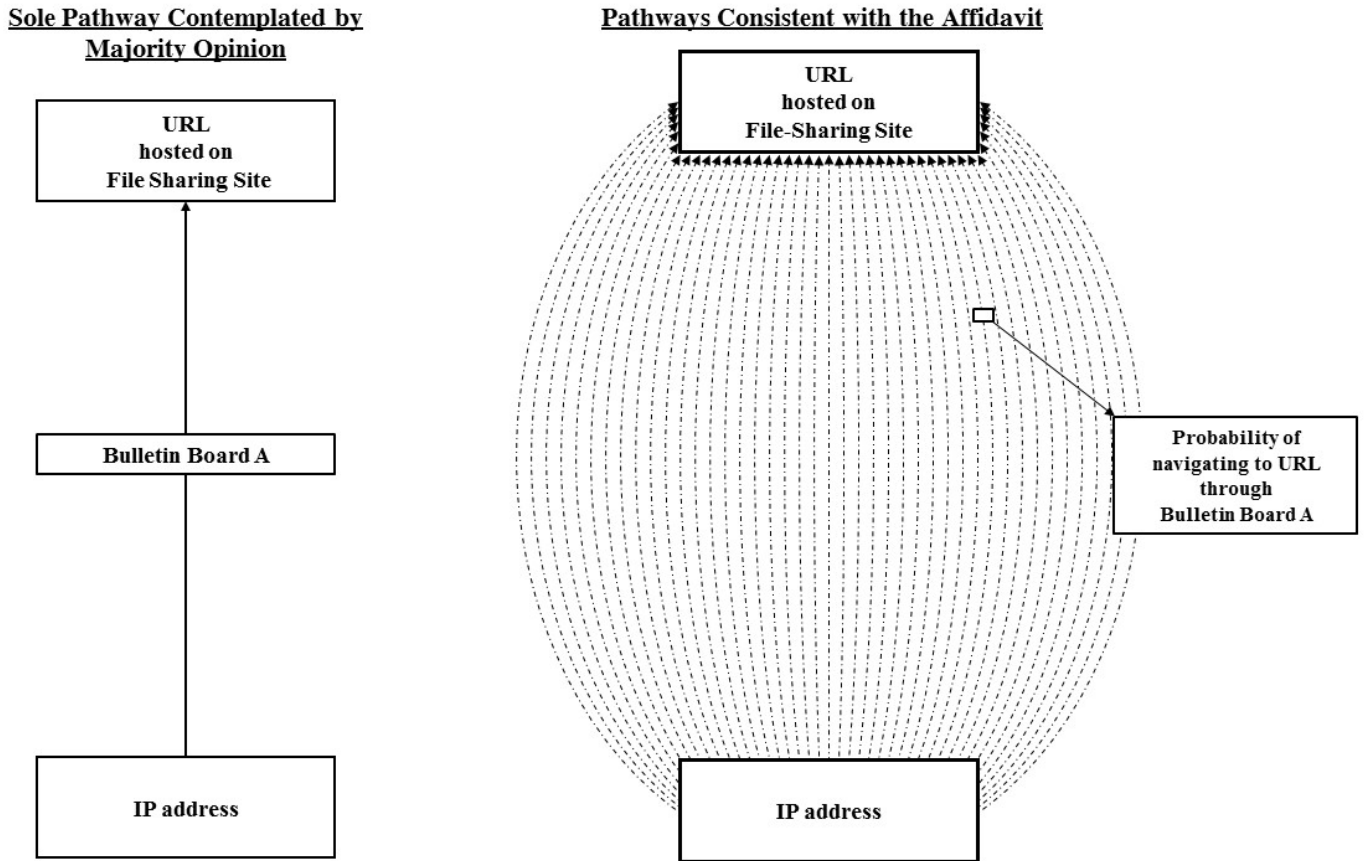 Sole Pathway Contemplated by
Majority Opinion
URL
hosted on
File Sharing Site
Bulletin Board A
IP address
Pathways Consistent with the Affidavit
URL
hosted on
File-Sharing Site
Probability of
navigating to URL
through
Bulletin Board A
IP address